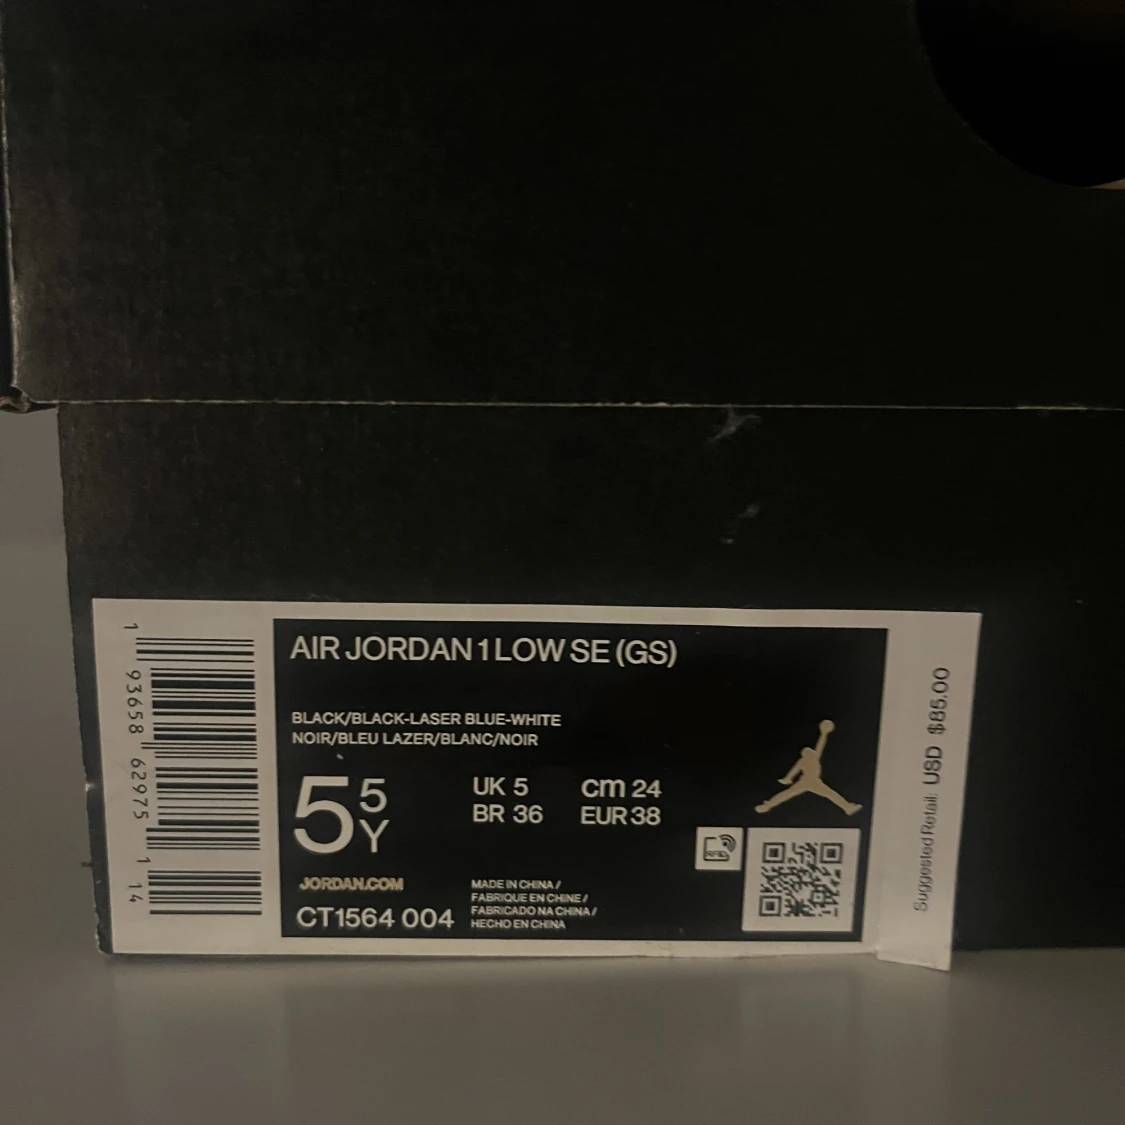 AIR JORDAN 1 LOW SE (GS)
BLACK/BLACK-LASER BLUE-WHITE
NOIR/BLEU LAZER/BLANC/NOIR
5 5Y
UK 5 cm 24
BR 36 EUR 38
JORDAN.COM
CT1564 004
MADE IN CHINA /
FABRIQUE EN CHINE /
FABRICADO NA CHINA /
HECHO EN CHINA
RFID
1 93658 62975 1 14
Suggested Retail: USD $85.00